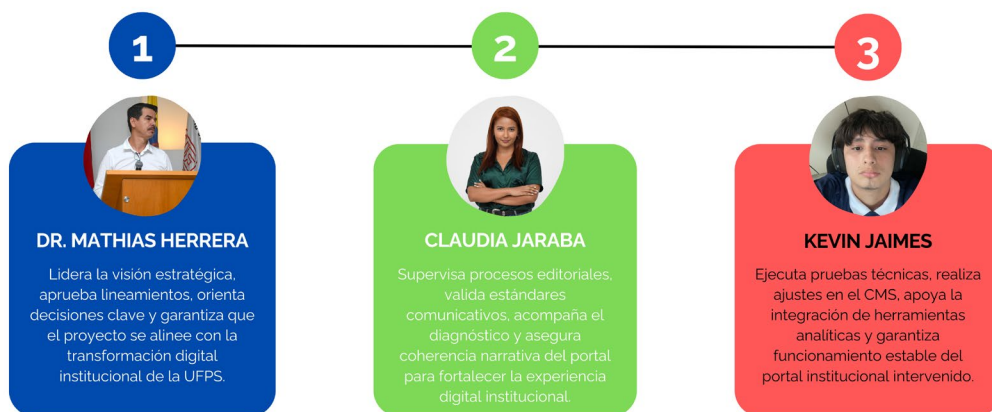 1
2
3
DR. MATHIAS HERRERA
Lidera la visión estratégica,
aprueba lineamientos, orienta
decisiones clave y garantiza que
el proyecto se alinee con la
transformación digital
institucional de la UFPS.
CLAUDIA JARABA
Supervisa procesos editoriales,
valida estándares
comunicativos, acompaña el
diagnóstico y asegura
coherencia narrativa del portal
para fortalecer la experiencia
digital institucional.
KEVIN JAIMES
Ejecuta pruebas técnicas, realiza
ajustes en el CMS, apoya la
integración de herramientas
analíticas y garantiza
funcionamiento estable del
portal institucional intervenido.